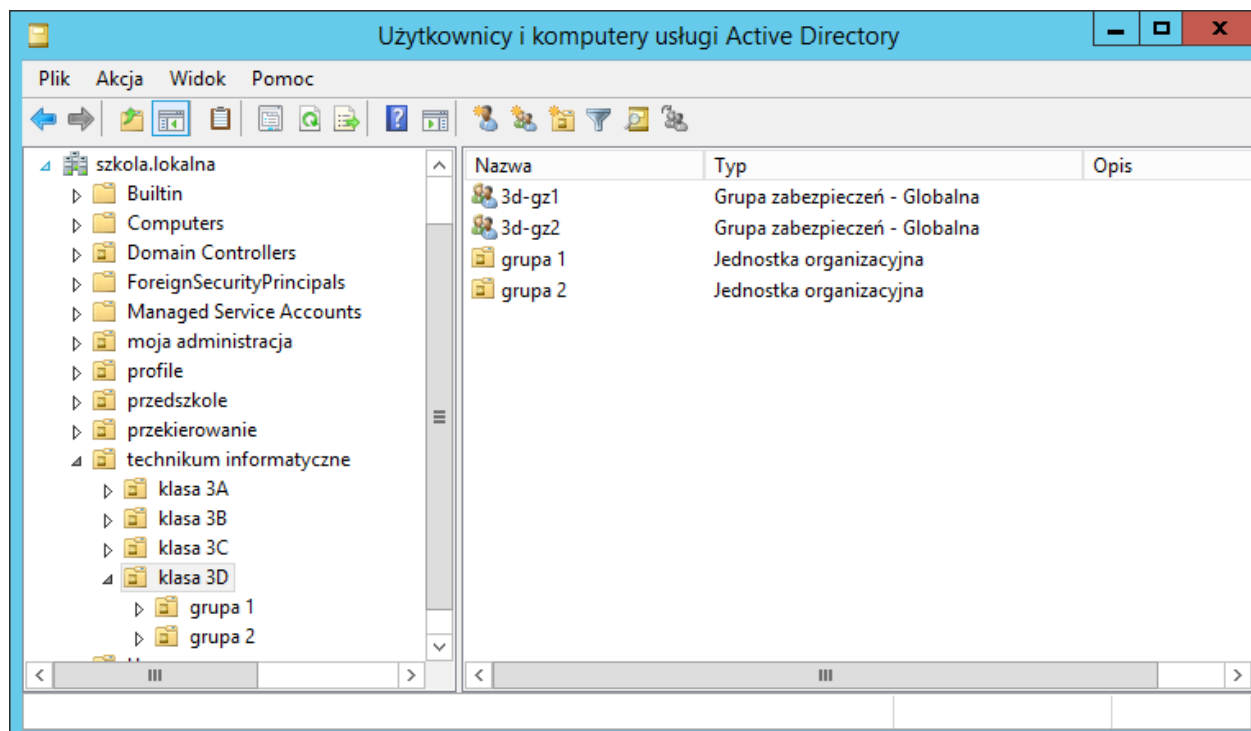 Użytkownicy i komputery usługi Active Directory
Plik Akcja Widok Pomoc
szkola.lokalna
Builtin
Computers
Domain Controllers
ForeignSecurityPrincipals
Managed Service Accounts
moja administracja
profile
przedszkole
przekierowanie
technikum informatyczne
klasa 3A
klasa 3B
klasa 3C
klasa 3D
grupa 1
grupa 2
Nazwa Typ Opis
3d-gz1 Grupa zabezpieczeń - Globalna
3d-gz2 Grupa zabezpieczeń - Globalna
grupa 1 Jednostka organizacyjna
grupa 2 Jednostka organizacyjna